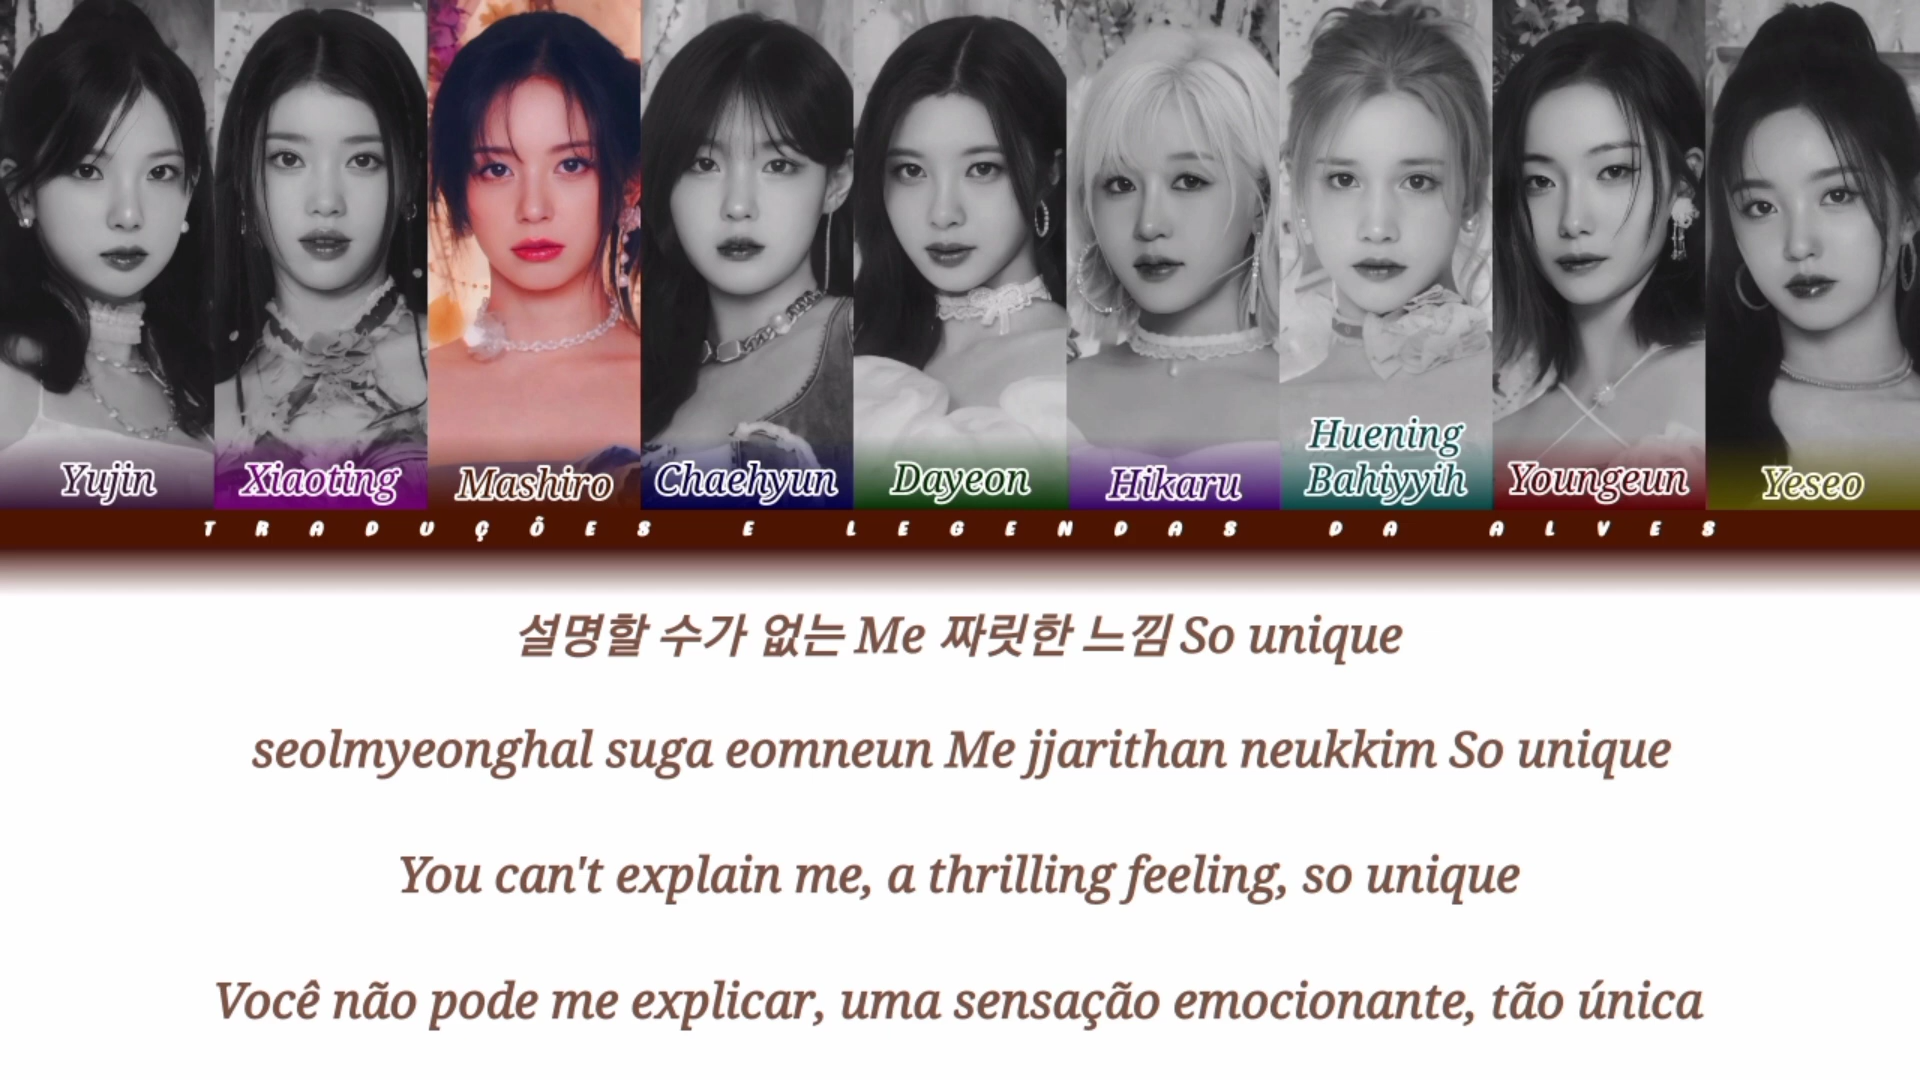 Yujin
Xiaoting
Mashiro
Chaehyun
Dayeon
Hikaru
Huening
Bahiyyih
Youngeun
Yeseo
TRADUÇÕES E LEGENDAS DA ALVES
설명할 수가 없는 Me 짜릿한 느낌 So unique
seolmyeonghal suga eomneun Me jjarithan neukkim So unique
You can't explain me, a thrilling feeling, so unique
Você não pode me explicar, uma sensação emocionante, tão única